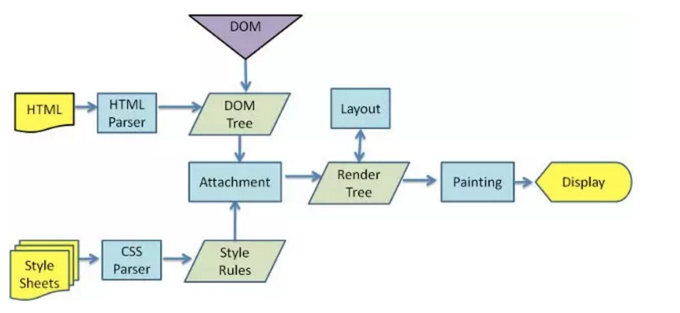 DOM
HTML
HTML
Parser
DOM
Tree
Layout
Attachment
Render
Tree
Painting
Display
Style
Sheets
CSS
Parser
Style
Rules